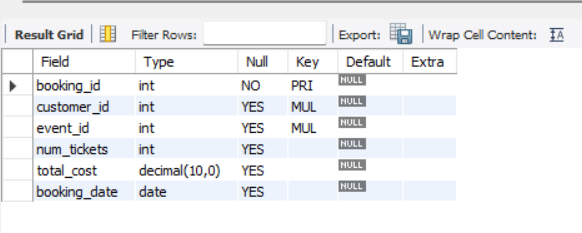 Result Grid Filter Rows: Export: Wrap Cell Content: IA
Field Type Null Key Default Extra
booking_id int NO PRI NULL
customer_id int YES MUL NULL
event_id int YES MUL NULL
num_tickets int YES NULL
total_cost decimal(10,0) YES NULL
booking_date date YES NULL